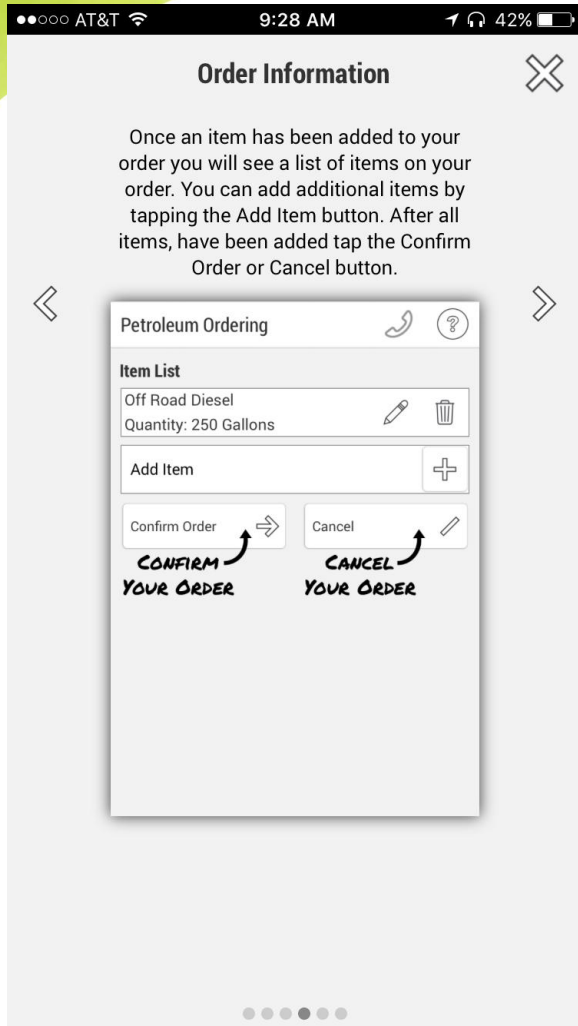 AT&T 9:28 AM 42%
Order Information
Once an item has been added to your
order you will see a list of items on your
order. You can add additional items by
tapping the Add Item button. After all
items, have been added tap the Confirm
Order or Cancel button.
Petroleum Ordering ?
Item List
Off Road Diesel
Quantity: 250 Gallons
Add Item
Confirm Order Cancel
CONFIRM
YOUR ORDER
CANCEL
YOUR ORDER